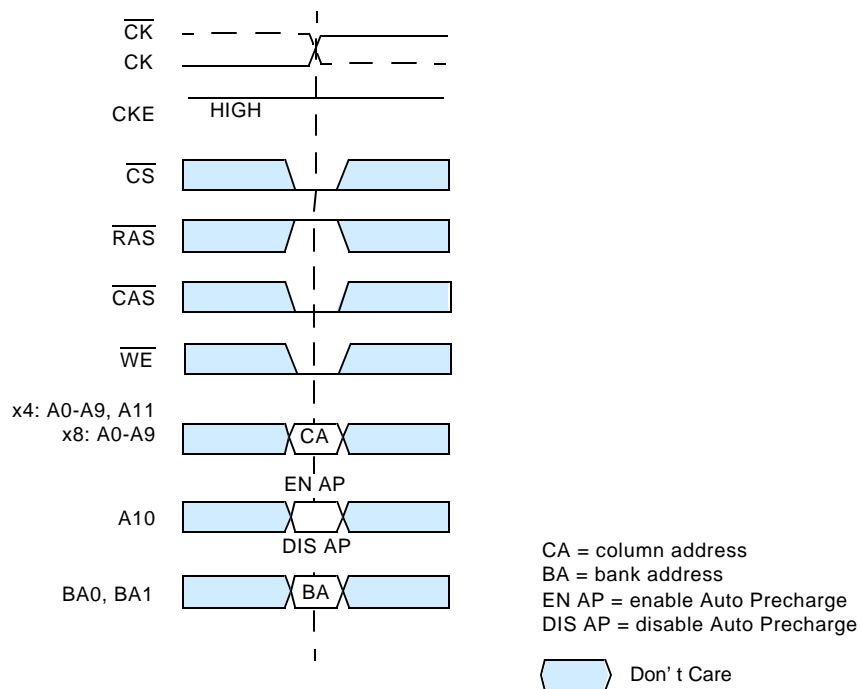 CK
CK
CKE
HIGH
CS
RAS
CAS
WE
x4: A0-A9, A11
x8: A0-A9
CA
EN AP
A10
DIS AP
BA0, BA1
BA
CA = column address
BA = bank address
EN AP = enable Auto Precharge
DIS AP = disable Auto Precharge
Don' t Care